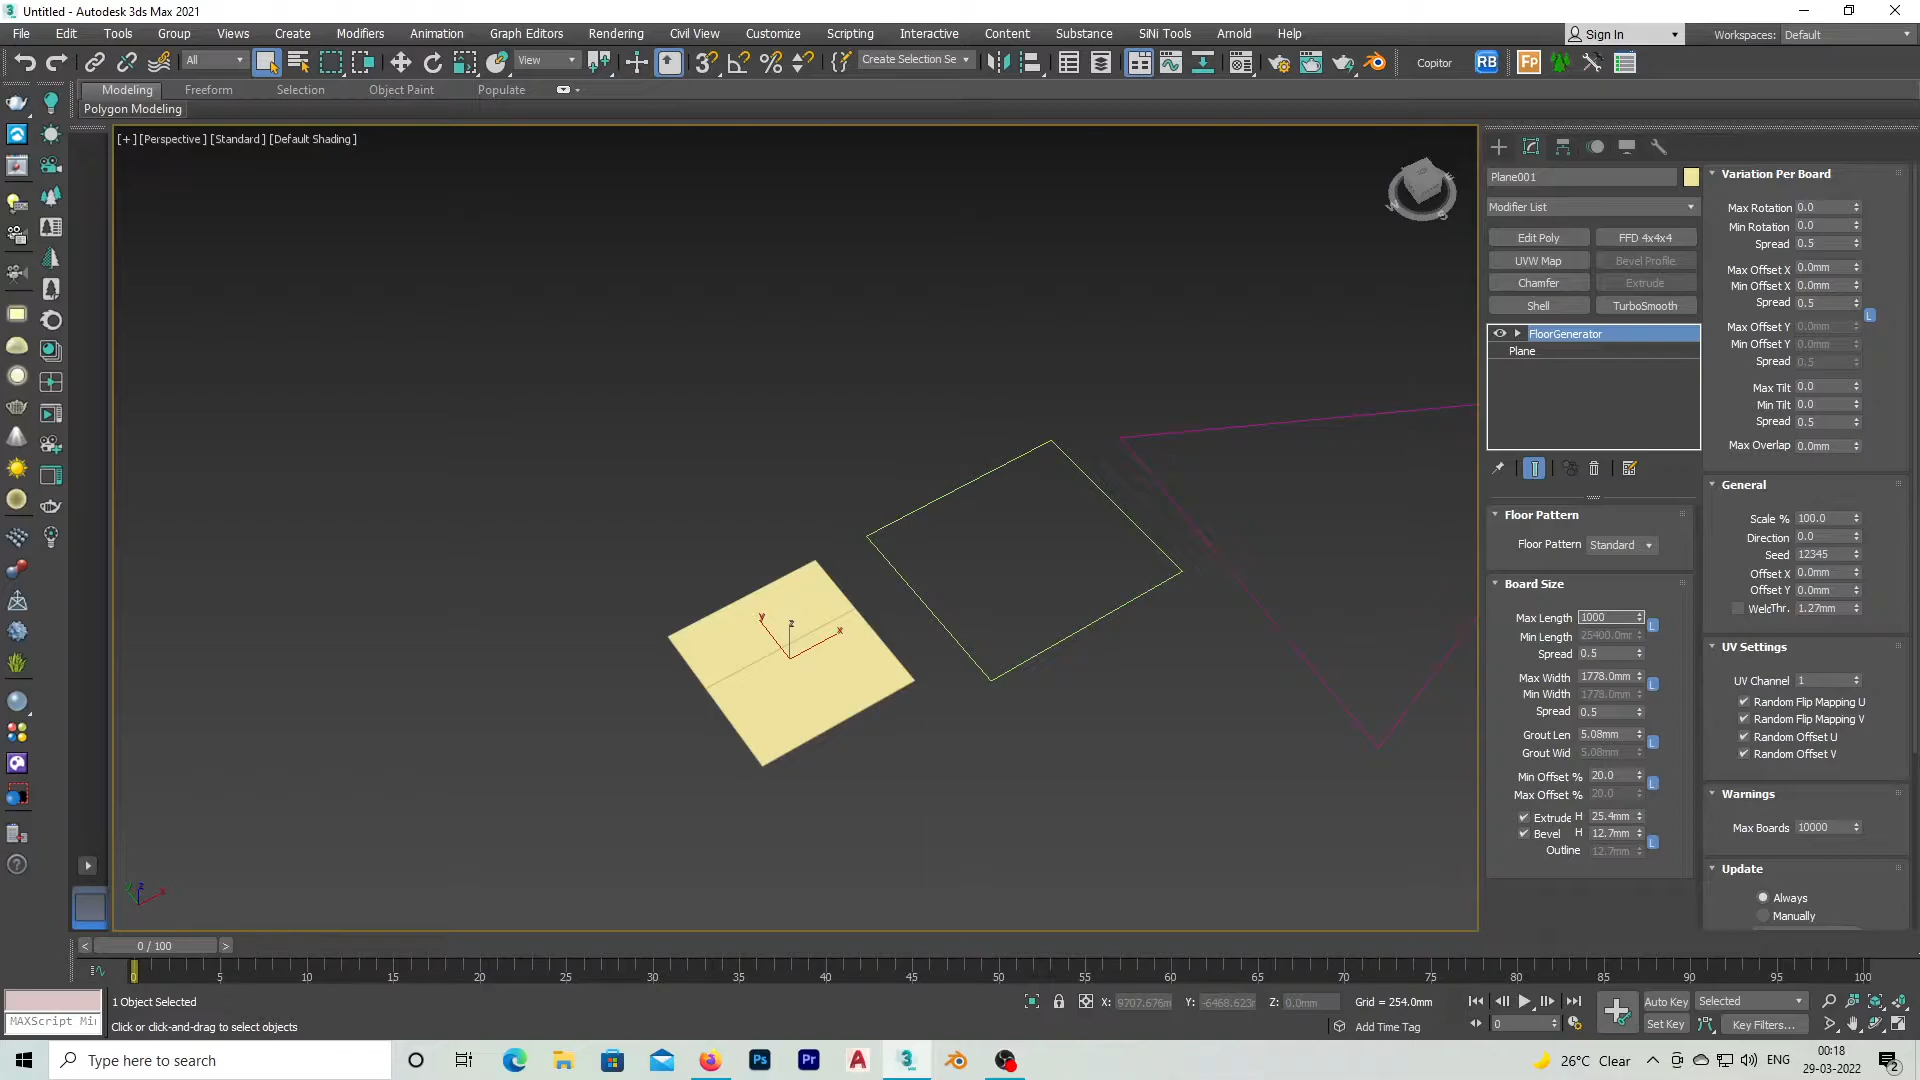 Untitled - Autodesk 3ds Max 2021
File Edit Tools Group Views Create Modifiers Animation Graph Editors Rendering Civil View Customize Scripting Interactive Content Substance SiNi Tools Arnold Help Sign In Workspaces: Default
All View Create Selection Se Copitor RB Fp
Modeling Freeform Selection Object Paint Populate
Polygon Modeling
[+] [Perspective] [Standard] [Default Shading]
Plane001
Modifier List
Edit Poly FFD 4x4x4
UVW Map Bevel Profile
Chamfer Extrude
Shell TurboSmooth
FloorGenerator
Plane
Floor Pattern
Floor Pattern Standard
Board Size
Max Length 1000
Min Length 25400.0mr
Spread 0.5
Max Width 1778.0mm
Min Width 1778.0mm
Spread 0.5
Grout Len 5.08mm
Grout Wid 5.08mm
Min Offset % 20.0
Max Offset % 20.0
Extrude H 25.4mm
Bevel H 12.7mm
Outline 12.7mm
Variation Per Board
Max Rotation 0.0
Min Rotation 0.0
Spread 0.5
Max Offset X 0.0mm
Min Offset X 0.0mm
Spread 0.5
Max Offset Y 0.0mm
Min Offset Y 0.0mm
Spread 0.5
Max Tilt 0.0
Min Tilt 0.0
Spread 0.5
Max Overlap 0.0mm
General
Scale % 100.0
Direction 0.0
Seed 12345
Offset X 0.0mm
Offset Y 0.0mm
WelcThr. 1.27mm
UV Settings
UV Channel 1
Random Flip Mapping U
Random Flip Mapping V
Random Offset U
Random Offset V
Warnings
Max Boards 10000
Update
Always
Manually
y z x
z x
< 0 / 100 >
0 5 10 15 20 25 30 35 40 45 50 55 60 65 70 75 80 85 90 95 100
1 Object Selected X: 9707.676m Y: -6468.623r Z: 0.0mm Grid = 254.0mm Auto Key Selected
MAXScript Mi Click or click-and-drag to select objects Add Time Tag 0 Set Key Key Filters...
Type here to search Ps Pr A 3 26°C Clear ENG 00:18
29-03-2022 2